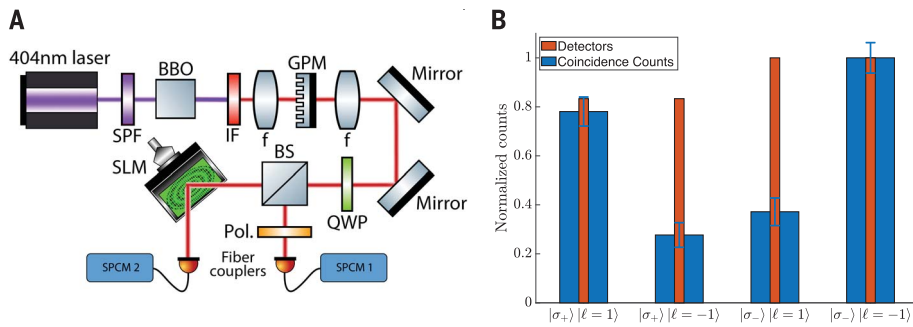 A
404nm laser
BBO
GPM
Mirror
SPF
IF
f
f
SLM
BS
QWP
Mirror
Pol.
Fiber
couplers
SPCM 2
SPCM 1
B
Detectors
Coincidence Counts
Normalized counts
1
0.8
0.6
0.4
0.2
0
|σ+⟩ |ℓ = 1⟩
|σ+⟩ |ℓ = −1⟩
|σ−⟩ |ℓ = 1⟩
|σ−⟩ |ℓ = −1⟩